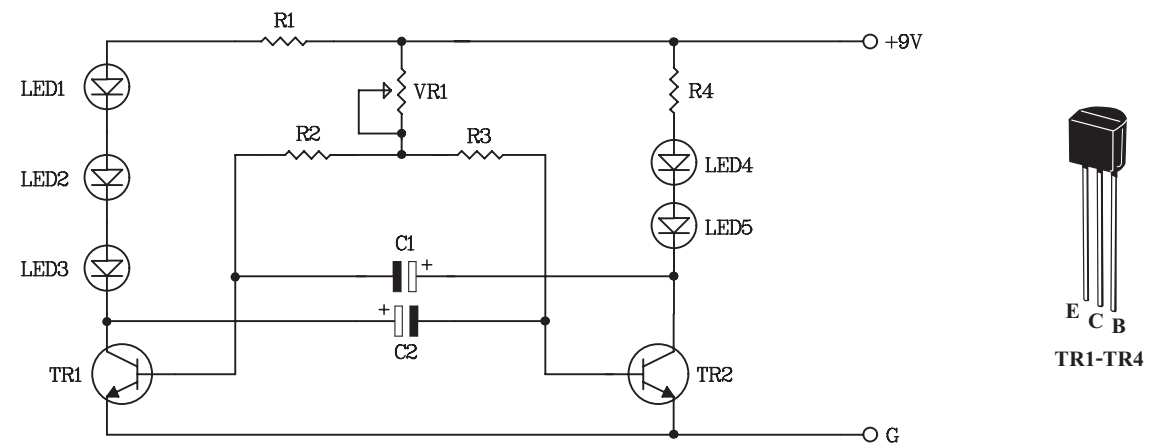 R1
+9V
LED1
VR1
R4
R2
R3
LED2
LED4
LED5
C1
+
LED3
+
C2
TR1
TR2
G
E
C
B
TR1-TR4